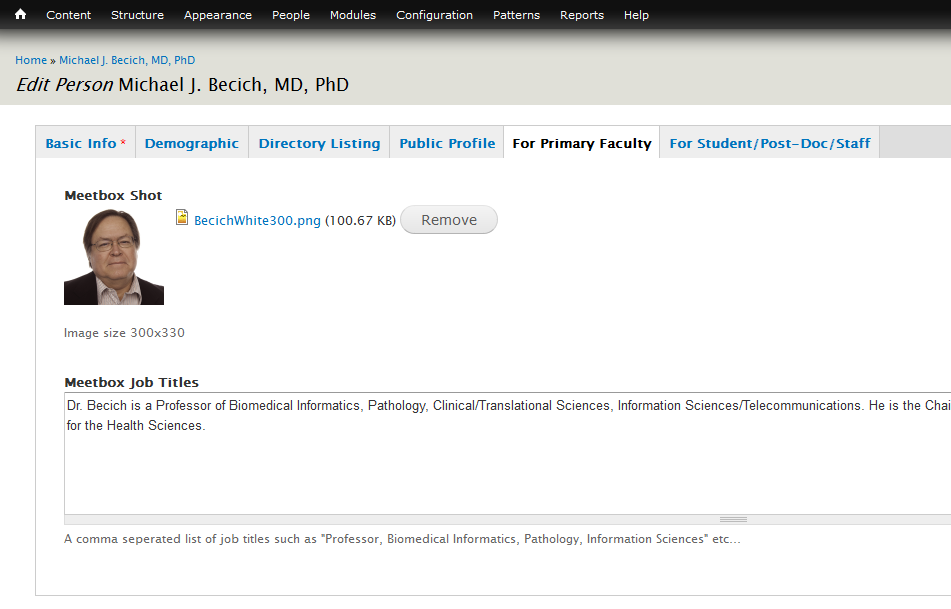 Content Structure Appearance People Modules Configuration Patterns Reports Help
Home » Michael J. Becich, MD, PhD
Edit Person Michael J. Becich, MD, PhD
Basic Info * Demographic Directory Listing Public Profile For Primary Faculty For Student/Post-Doc/Staff
Meetbox Shot
BecichWhite300.png (100.67 KB) Remove
Image size 300x330
Meetbox Job Titles
Dr. Becich is a Professor of Biomedical Informatics, Pathology, Clinical/Translational Sciences, Information Sciences/Telecommunications. He is the Chai
for the Health Sciences.
A comma seperated list of job titles such as "Professor, Biomedical Informatics, Pathology, Information Sciences" etc...